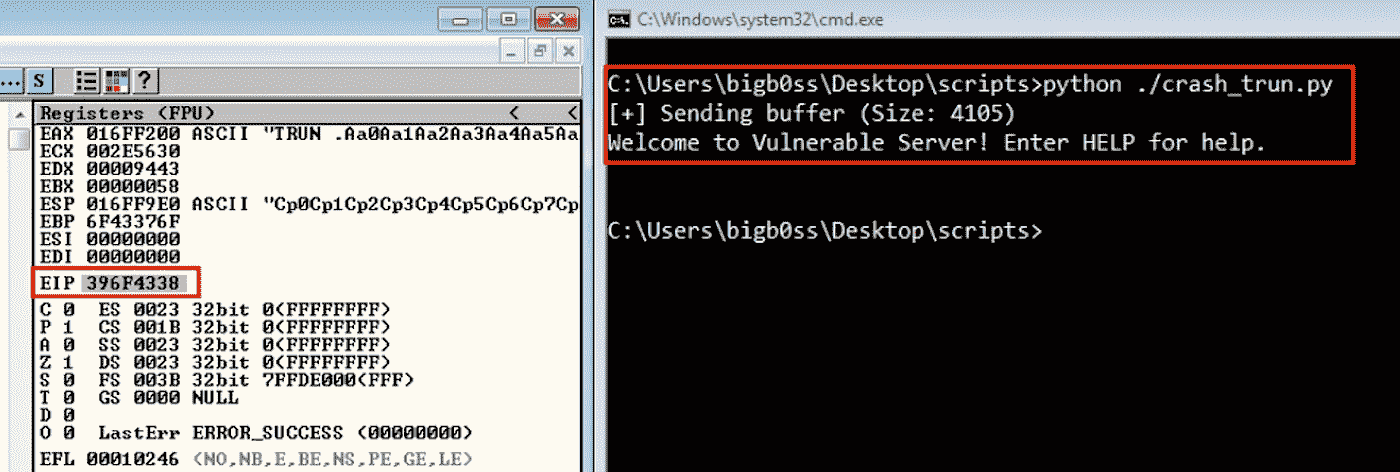 ... S ?
Registers (FPU) < <
EAX 016FF200 ASCII "TRUN .Aa0Aa1Aa2Aa3Aa4Aa5Aa
ECX 002E5630
EDX 00009443
EBX 00000058
ESP 016FF9E0 ASCII "Cp0Cp1Cp2Cp3Cp4Cp5Cp6Cp7Cp
EBP 6F43376F
ESI 00000000
EDI 00000000
EIP 396F4338
C 0 ES 0023 32bit 0(FFFFFFFF)
P 1 CS 001B 32bit 0(FFFFFFFF)
A 0 SS 0023 32bit 0(FFFFFFFF)
Z 1 DS 0023 32bit 0(FFFFFFFF)
S 0 FS 003B 32bit 7FFDE000(FFF)
T 0 GS 0000 NULL
D 0
O 0 LastErr ERROR_SUCCESS (00000000)
EFL 00010246 (NO,NB,E,BE,NS,PE,GE,LE)
C:\Windows\system32\cmd.exe
C:\Users\bigb0ss\Desktop\scripts>python ./crash_trun.py
[+] Sending buffer (Size: 4105)
Welcome to Vulnerable Server! Enter HELP for help.
C:\Users\bigb0ss\Desktop\scripts>